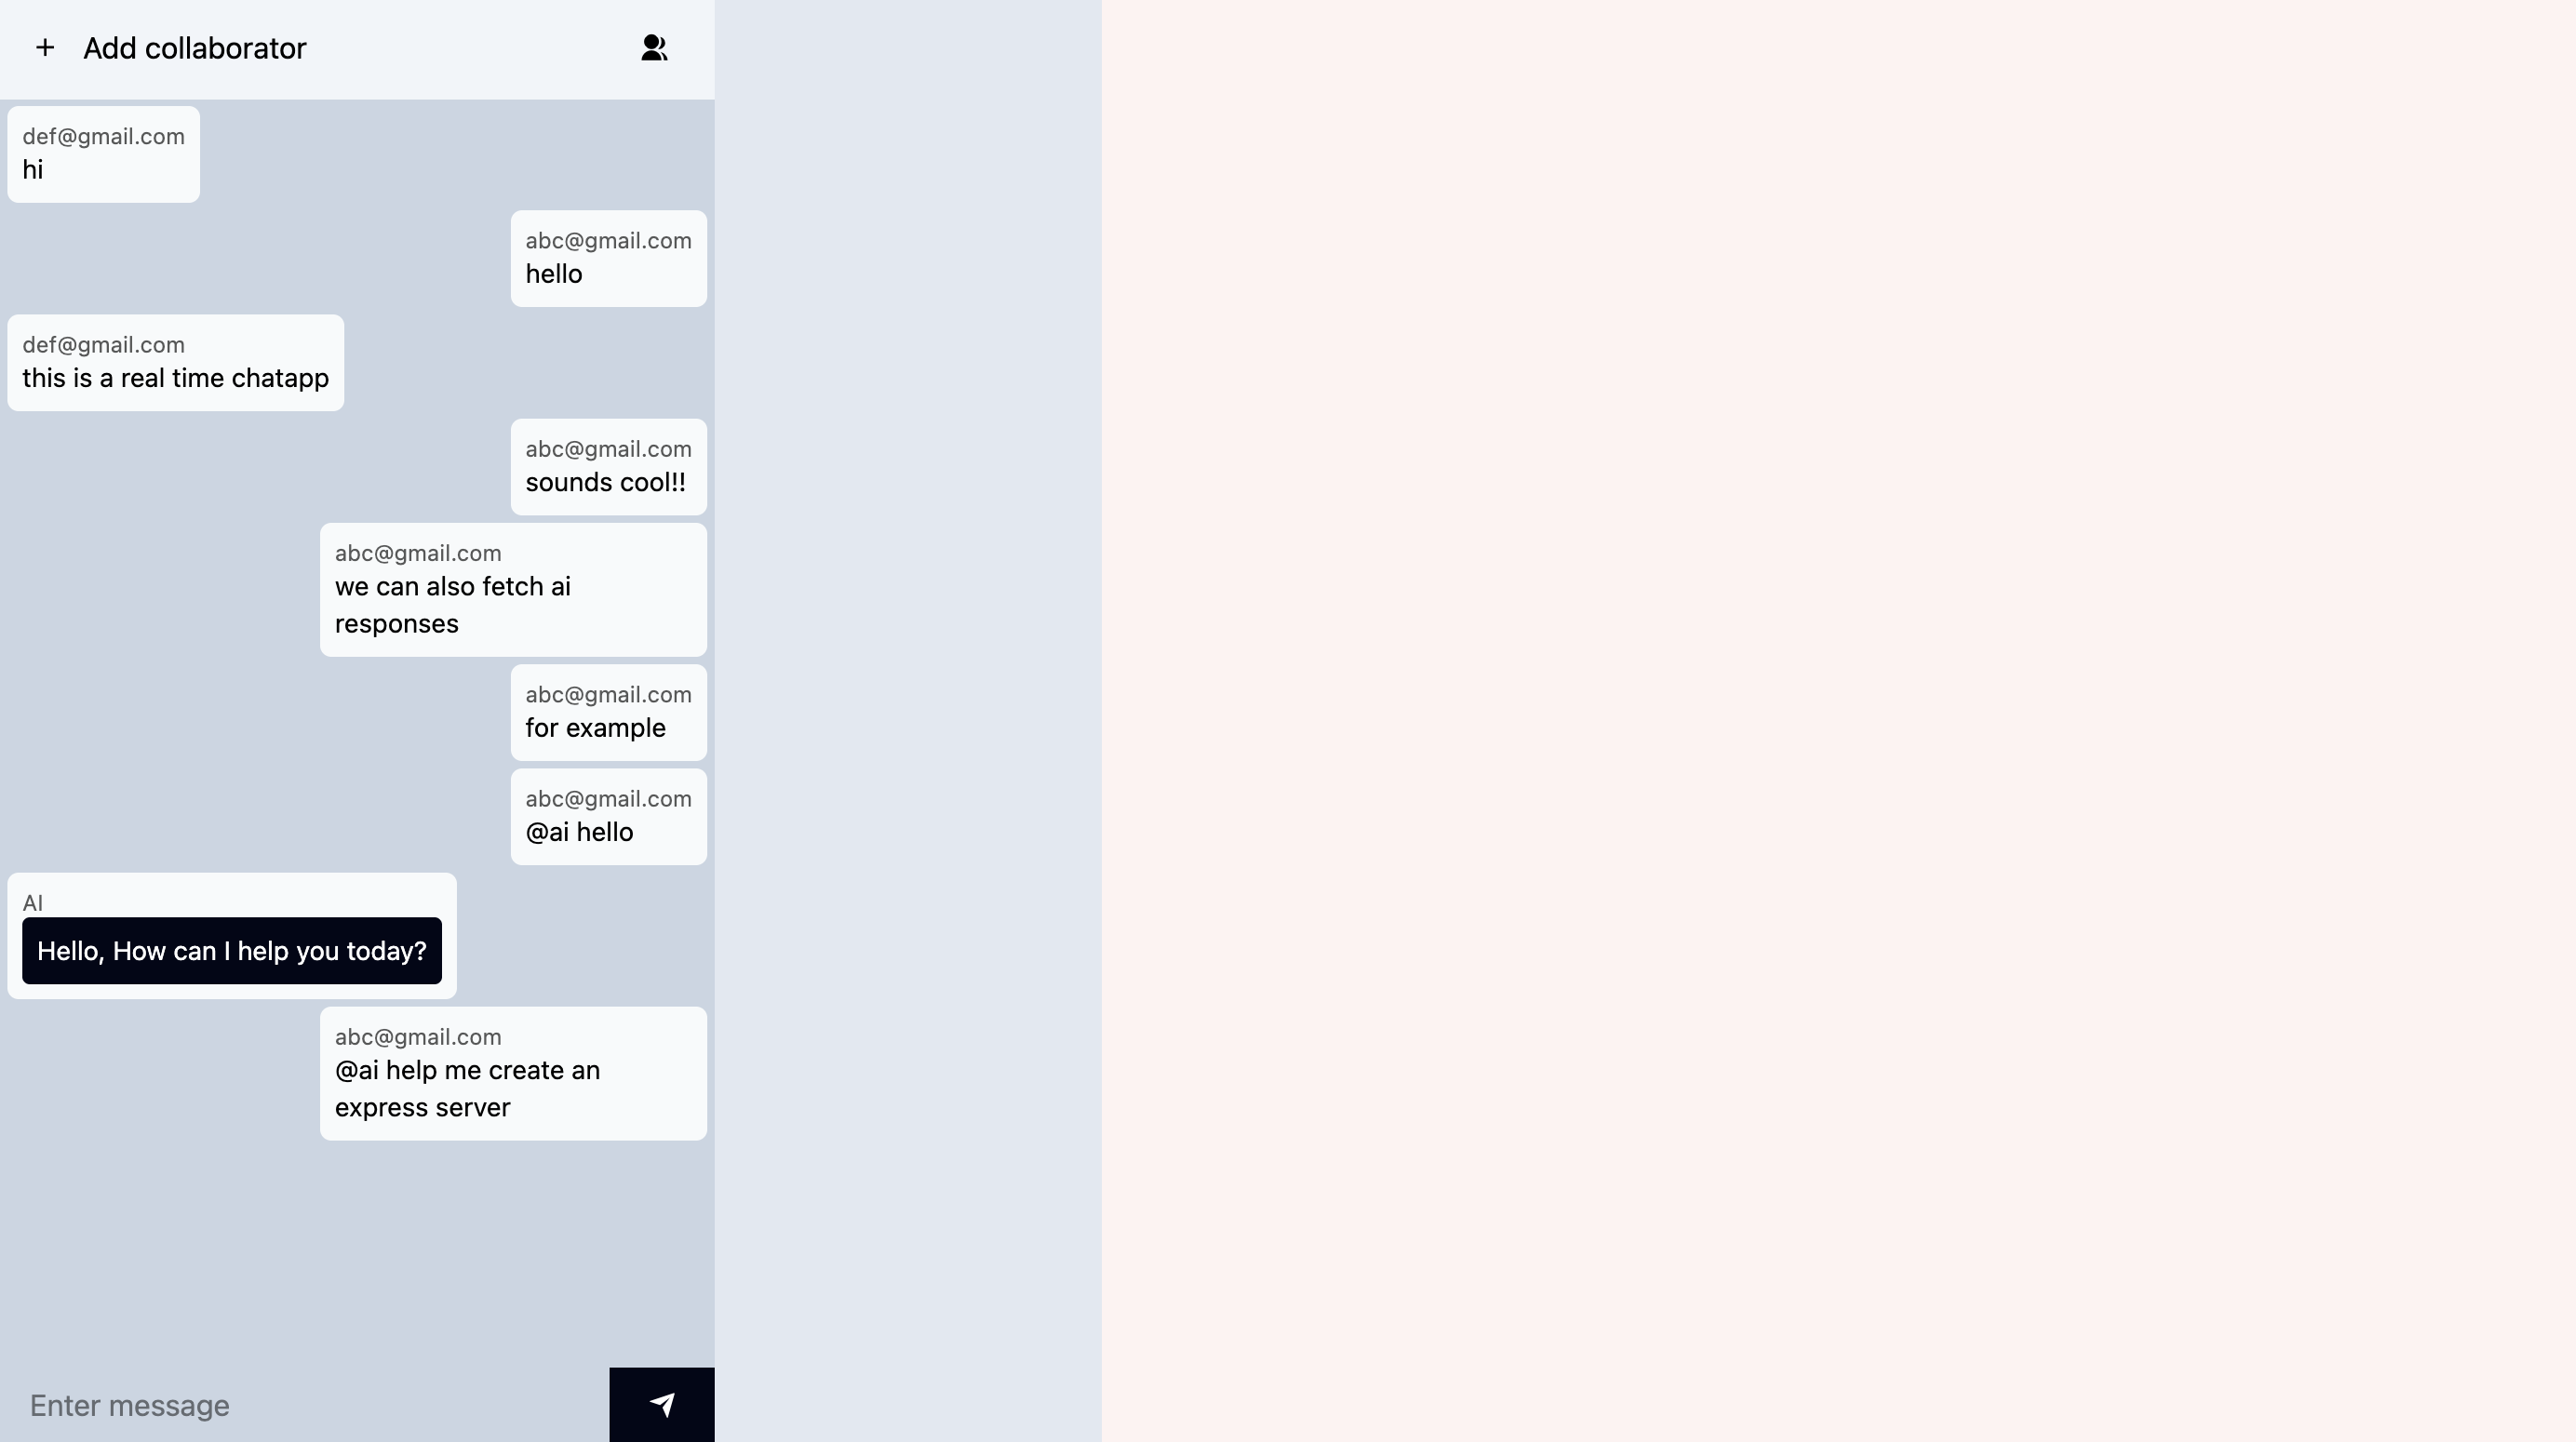 + Add collaborator
def@gmail.com
hi
abc@gmail.com
hello
def@gmail.com
this is a real time chatapp
abc@gmail.com
sounds cool!!
abc@gmail.com
we can also fetch ai
responses
abc@gmail.com
for example
abc@gmail.com
@ai hello
AI
Hello, How can I help you today?
abc@gmail.com
@ai help me create an
express server
Enter message